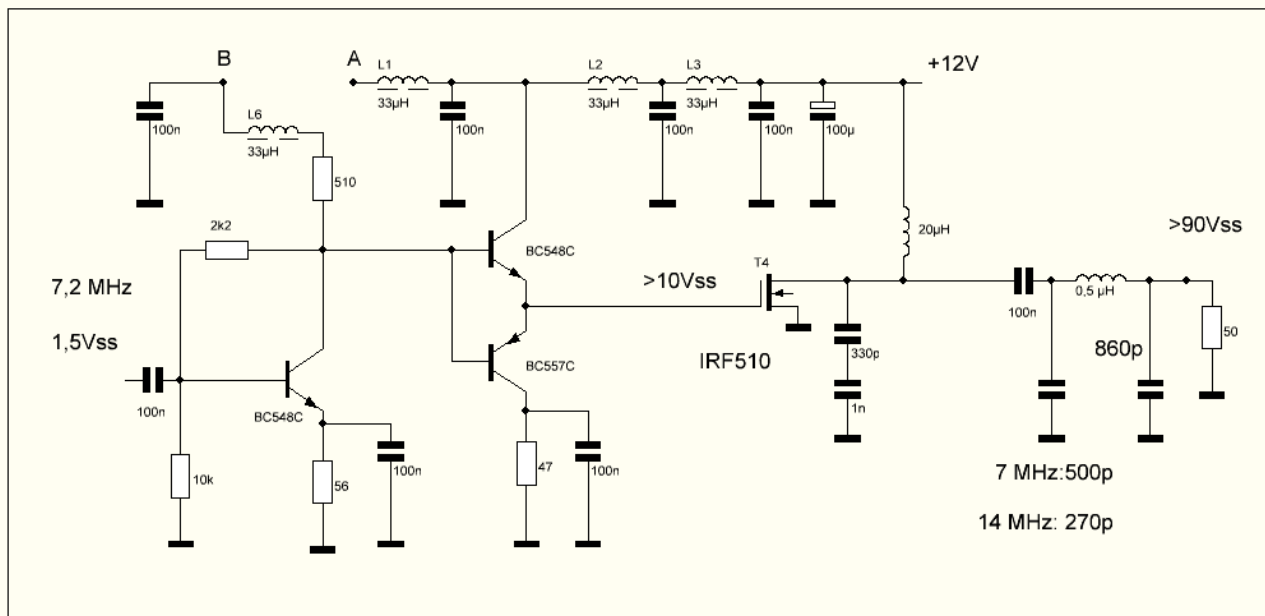 B
A
L1
33µH
L2
33µH
L3
33µH
+12V
100n
L6
33µH
100n
100n
100n
100µ
510
2k2
20µH
>90Vss
BC548C
T4
>10Vss
7,2 MHz
1,5Vss
0,5 µH
100n
50
330p
860p
BC557C
IRF510
100n
BC548C
1n
100n
47
100n
10k
56
7 MHz:500p
14 MHz: 270p